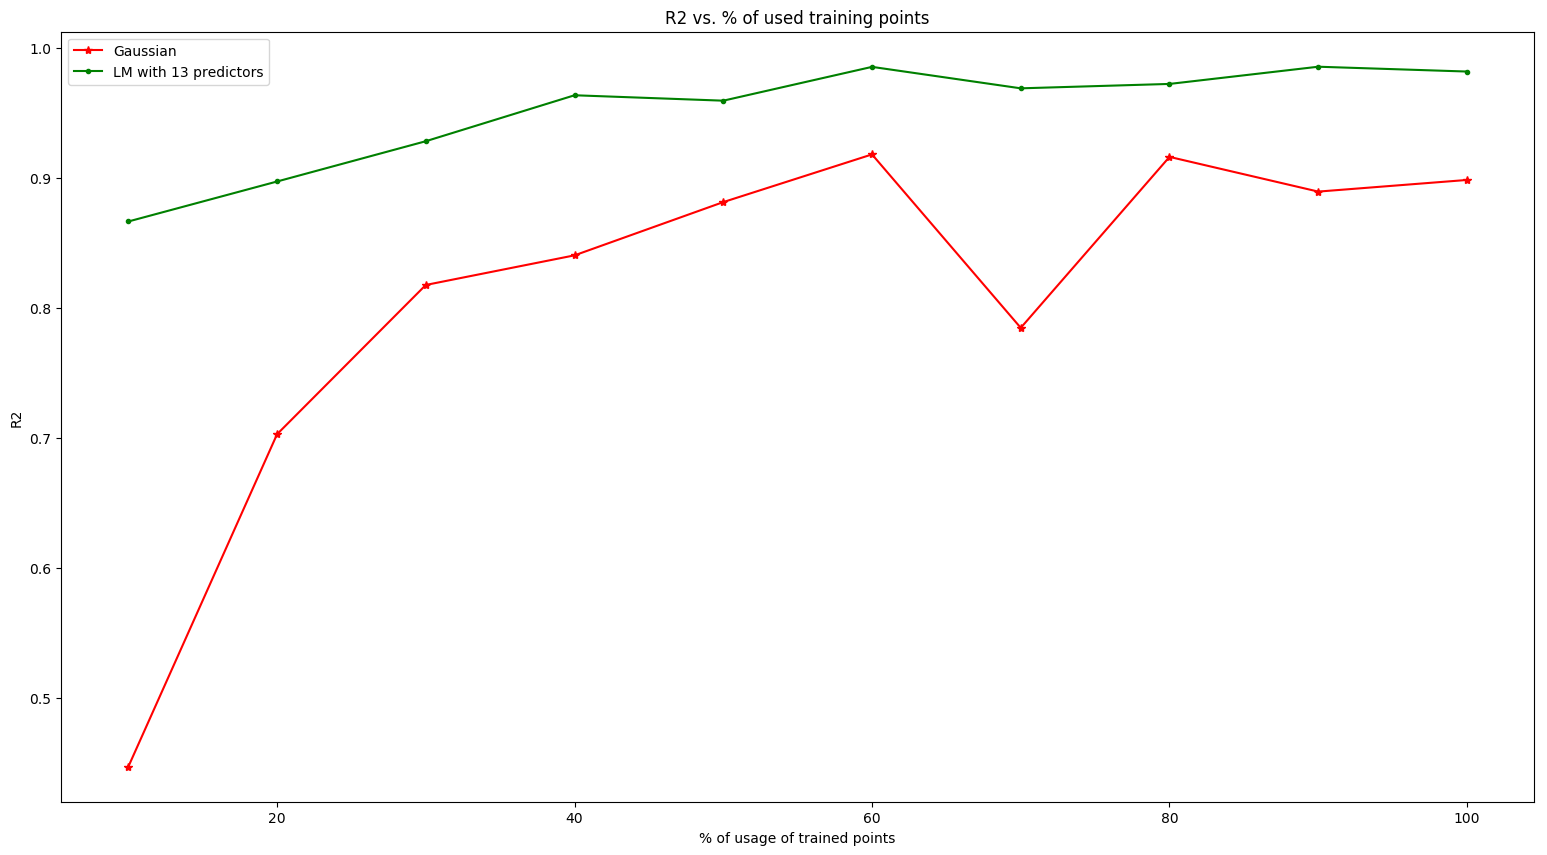 R2 vs. % of used training points
Gaussian
LM with 13 predictors
1.0
0.9
0.8
0.7
0.6
0.5
R2
20 40 60 80 100
% of usage of trained points